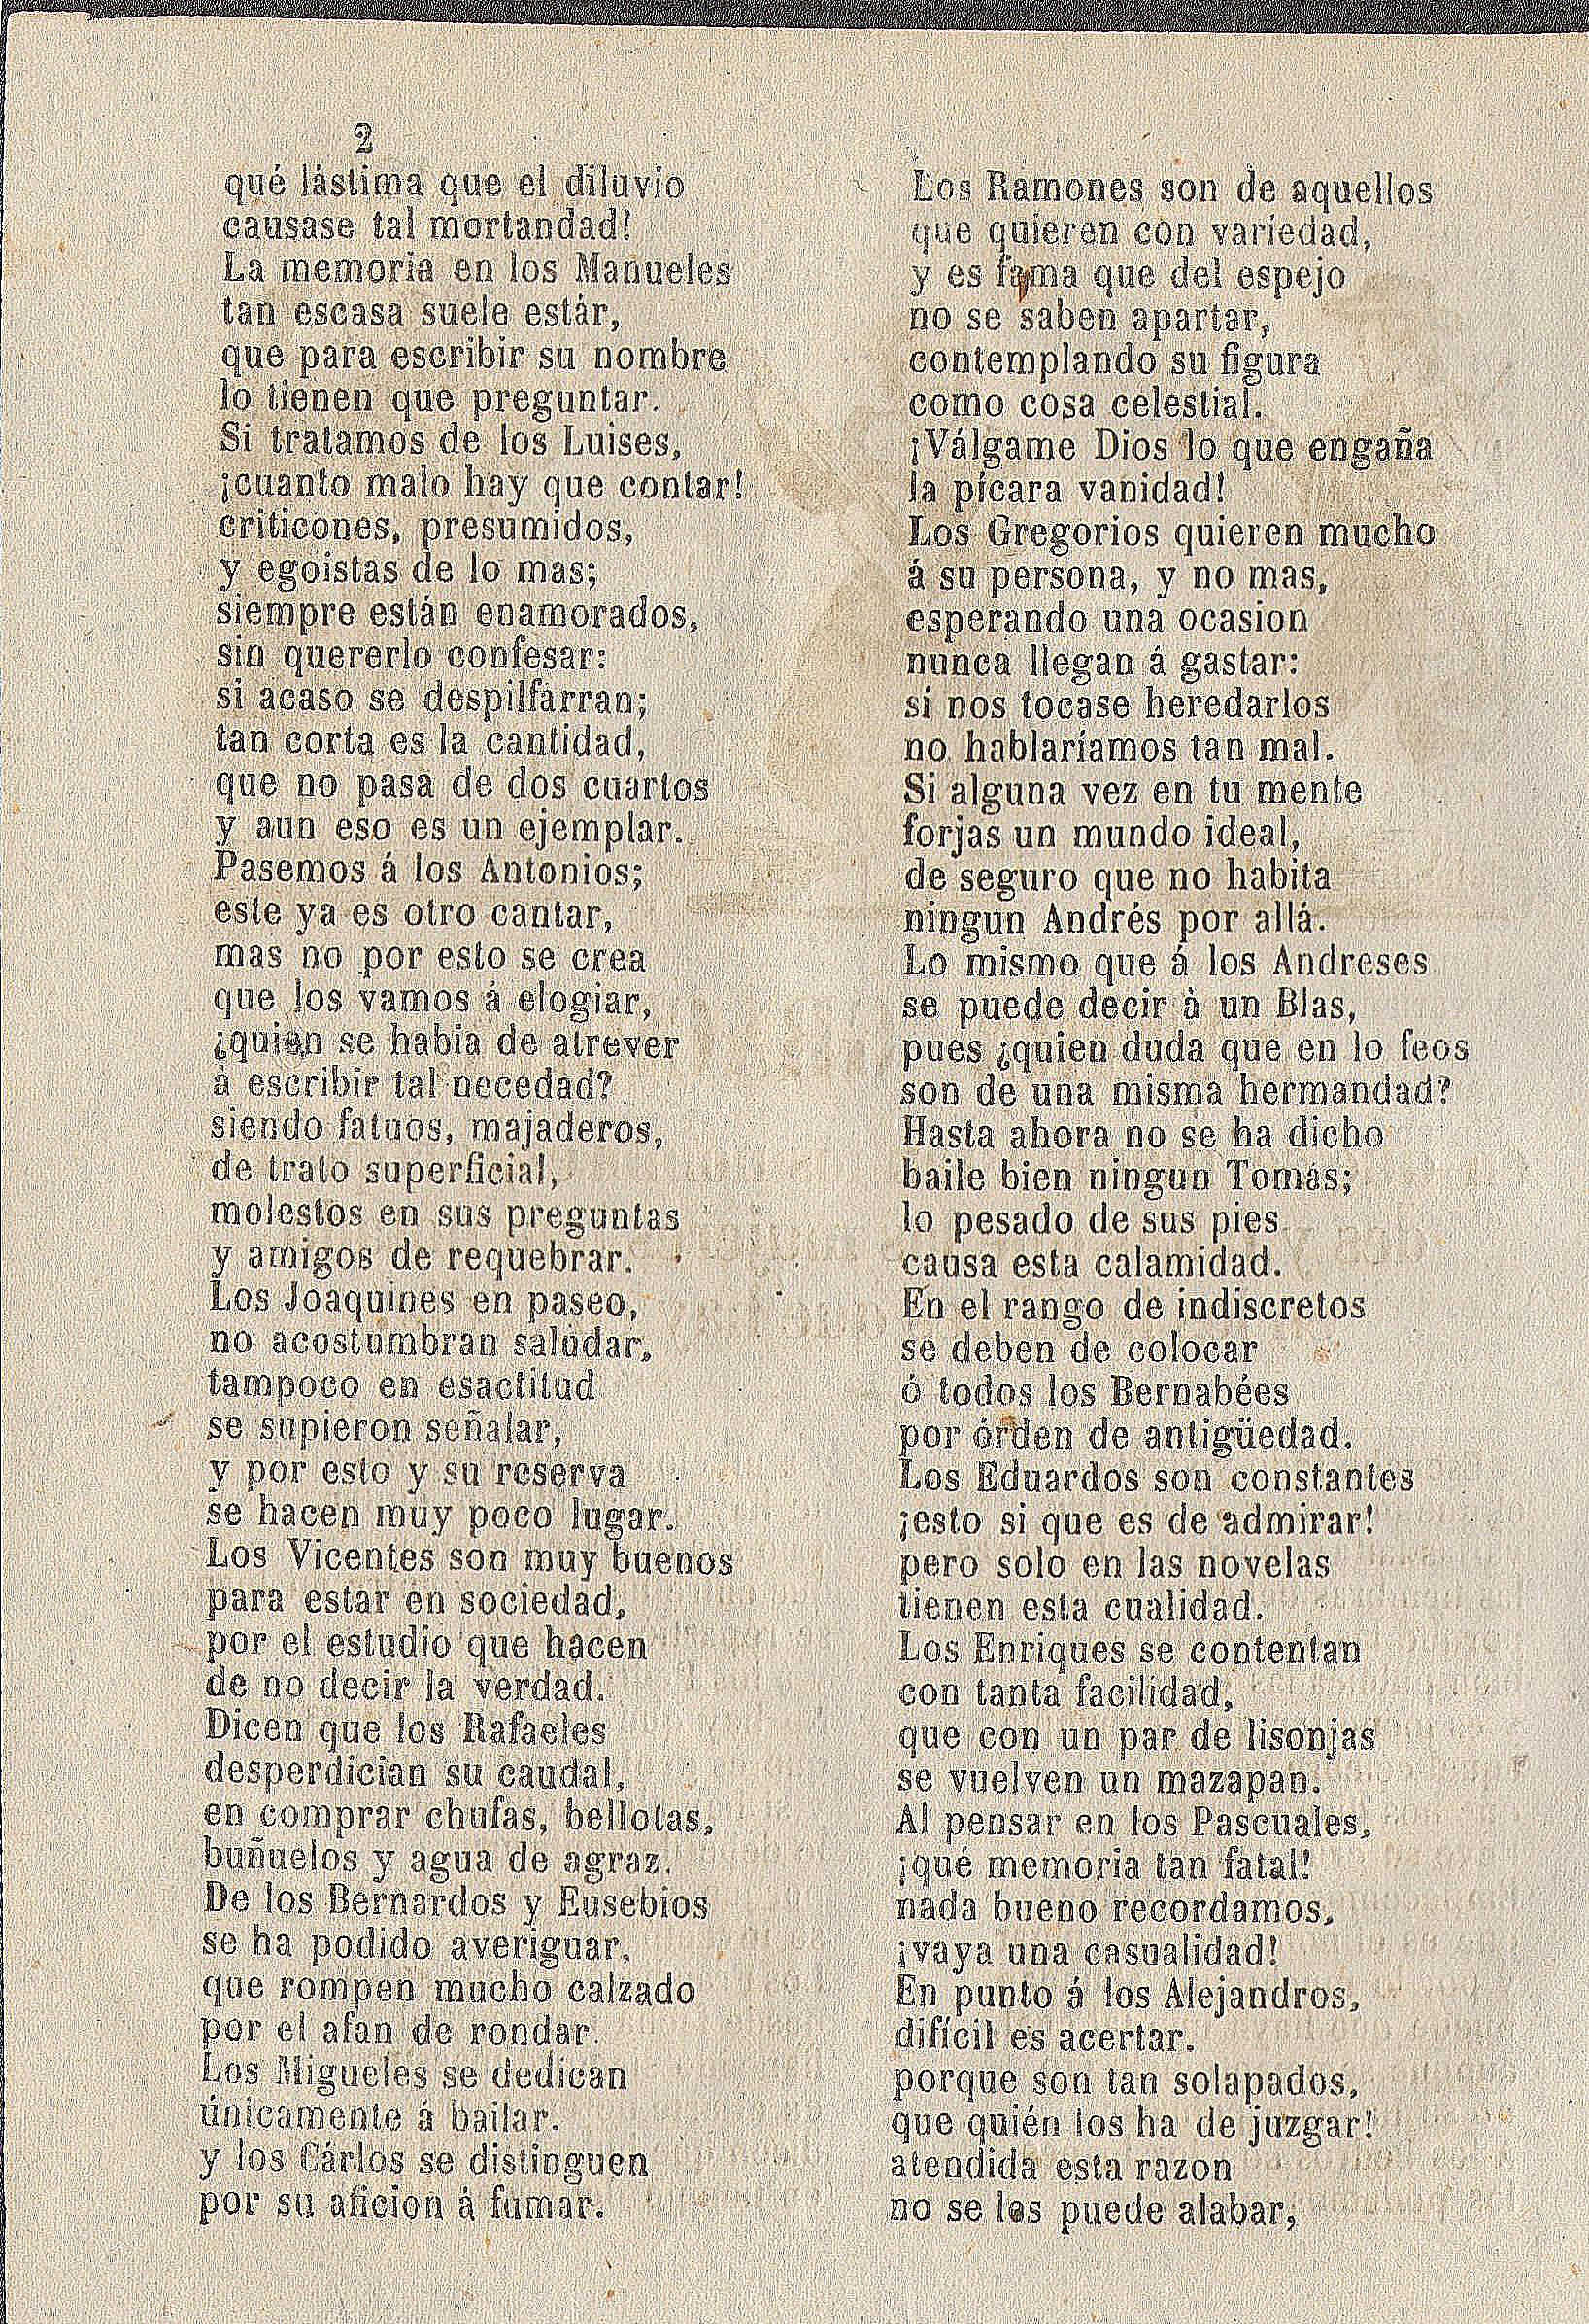 2
qué lástima que el diluvio
causase tal mortandad!
La memoria en los Manueles
tan escasa suele estár,
que para escribir su nombre
lo tienen que preguntar.
Si tratamos de los Luises,
¡cuanto malo hay que contar!
criticones, presumidos,
y egoistas de lo mas;
siempre están enamorados,
sin quererlo confesar:
si acaso se despilfarran;
tan corta es la cantidad,
que no pasa de dos cuartos
y aun eso es un ejemplar.
Pasemos á los Antonios;
este ya es otro cantar,
mas no por esto se crea
que los vamos á elogiar,
¿quien se habia de atrever
à escribir tal necedad?
siendo fatuos, majaderos,
de trato superficial,
molestos en sus preguntas
y amigos de requebrar.
Los Joaquines en paseo,
no acostumbran saludar,
tampoco en esactitud
se supieron señalar,
y por esto y su reserva
se hacen muy poco lugar.
Los Vicentes son muy buenos
para estar en sociedad,
por el estudio que hacen
de no decir la verdad.
Dicen que los Rafaeles
desperdician su caudal,
en comprar chufas, bellotas,
buñuelos y agua de agraz.
De los Bernardos y Eusebios
se ha podido averiguar,
que rompen mucho calzado
por el afan de rondar.
Los Migueles se dedican
únicamente á bailar.
y los Cárlos se distinguen
por su aficion á fumar.
Los Ramones son de aquellos
que quieren con variedad,
y es fama que del espejo
no se saben apartar,
contemplando su figura
como cosa celestial.
¡Válgame Dios lo que engaña
la pícara vanidad!
Los Gregorios quieren mucho
á su persona, y no mas,
esperando una ocasion
nunca llegan á gastar:
si nos tocase heredarlos
no hablaríamos tan mal.
Si alguna vez en tu mente
forjas un mundo ideal,
de seguro que no habita
ningun Andrés por allá.
Lo mismo que á los Andreses
se puede decir à un Blas,
pues ¿quien duda que en lo feos
son de una misma hermandad?
Hasta ahora no se ha dicho
baile bien ningun Tomás;
lo pesado de sus pies
causa esta calamidad.
En el rango de indiscretos
se deben de colocar
ó todos los Bernabées
por órden de antigüedad.
Los Eduardos son constantes
¡esto si que es de admirar!
pero solo en las novelas
tienen esta cualidad.
Los Enriques se contentan
con tanta facilidad,
que con un par de lisonjas
se vuelven un mazapan.
Al pensar en los Pascuales,
¡qué memoria tan fatal!
nada bueno recordamos,
¡vaya una casualidad!
En punto á los Alejandros,
difícil es acertar.
porque son tan solapados,
que quién los ha de juzgar!
atendida esta razon
no se les puede alabar,